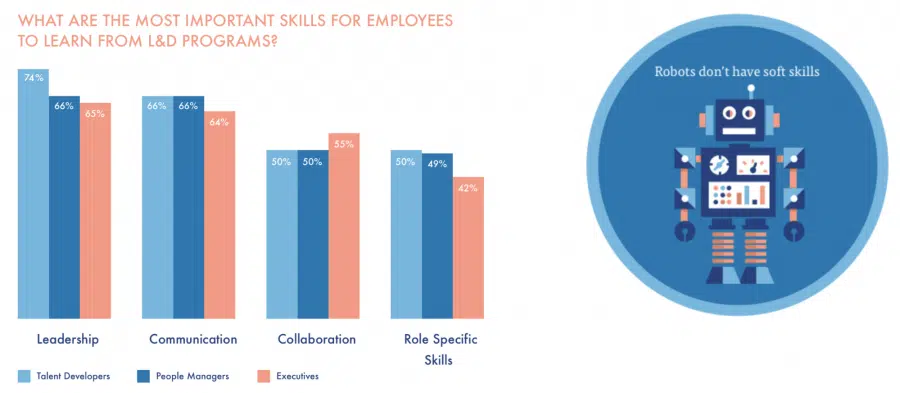 WHAT ARE THE MOST IMPORTANT SKILLS FOR EMPLOYEES
TO LEARN FROM L&D PROGRAMS?
74%
66%
65%
66%
66%
64%
50%
50%
55%
50%
49%
42%
Leadership
Communication
Collaboration
Role Specific
Skills
Talent Developers
People Managers
Executives
Robots don't have soft skills